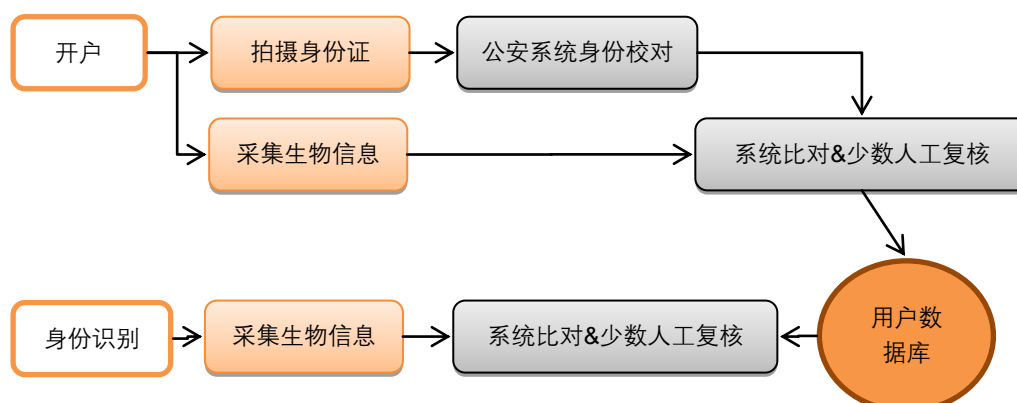 开户
拍摄身份证
公安系统身份校对
采集生物信息
系统比对&少数人工复核
身份识别
采集生物信息
系统比对&少数人工复核
用户数
据库